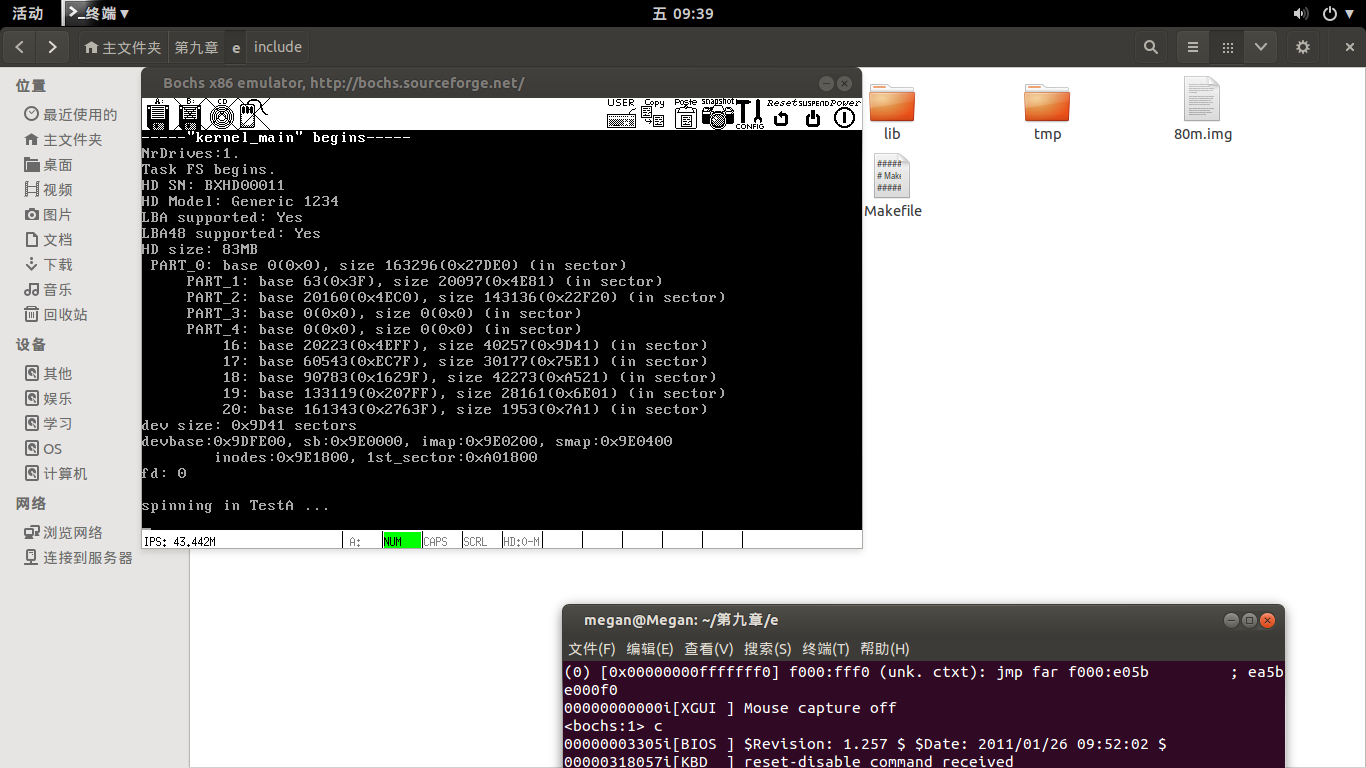 活动 终端 五 09:39
主文件夹 第九章 e include
位置
最近使用的
主文件夹
桌面
视频
图片
文档
下载
音乐
回收站
设备
其他
娱乐
学习
OS
计算机
网络
浏览网络
连接到服务器
Bochs x86 emulator, http://bochs.sourceforge.net/
A: B: CD USER Copy Paste snapshot CONFIG Reset SUSPEND Power
-----"kernel_main" begins-----
NrDrives:1.
Task FS begins.
HD SN: BXHD00011
HD Model: Generic 1234
LBA supported: Yes
LBA48 supported: Yes
HD size: 83MB
PART_0: base 0(0x0), size 163296(0x27DE0) (in sector)
PART_1: base 63(0x3F), size 20097(0x4E81) (in sector)
PART_2: base 20160(0x4EC0), size 143136(0x22F20) (in sector)
PART_3: base 0(0x0), size 0(0x0) (in sector)
PART_4: base 0(0x0), size 0(0x0) (in sector)
16: base 20223(0x4EFF), size 40257(0x9D41) (in sector)
17: base 60543(0xEC7F), size 30177(0x75E1) (in sector)
18: base 90783(0x1629F), size 42273(0xA521) (in sector)
19: base 133119(0x207FF), size 28161(0x6E01) (in sector)
20: base 161343(0x2763F), size 1953(0x7A1) (in sector)
dev size: 0x9D41 sectors
devbase:0x9DFE00, sb:0x9E0000, imap:0x9E0200, smap:0x9E0400
inodes:0x9E1800, 1st_sector:0xA01800
fd: 0
spinning in TestA ...
IPS: 43.442M A: NUM CAPS SCRL HD:0-M
lib tmp 80m.img
#####
# Make
#####
Makefile
megan@Megan: ~/第九章/e
文件(F) 编辑(E) 查看(V) 搜索(S) 终端(T) 帮助(H)
(0) [0x00000000fffffff0] f000:fff0 (unk. ctxt): jmp far f000:e05b ; ea5b
e000f0
00000000000i[XGUI ] Mouse capture off
<bochs:1> c
00000003305i[BIOS ] $Revision: 1.257 $ $Date: 2011/01/26 09:52:02 $
00000318057i[KBD ] reset-disable command received